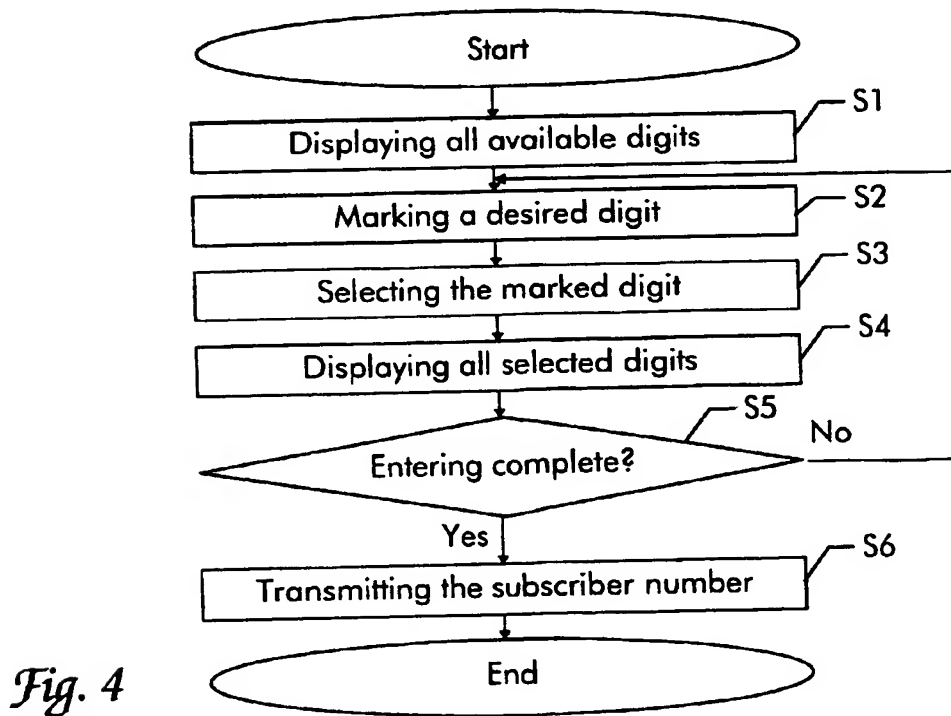 Start
S1
Displaying all available digits
S2
Marking a desired digit
S3
Selecting the marked digit
S4
Displaying all selected digits
S5
No
Entering complete?
Yes
S6
Transmitting the subscriber number
End
Fig. 4